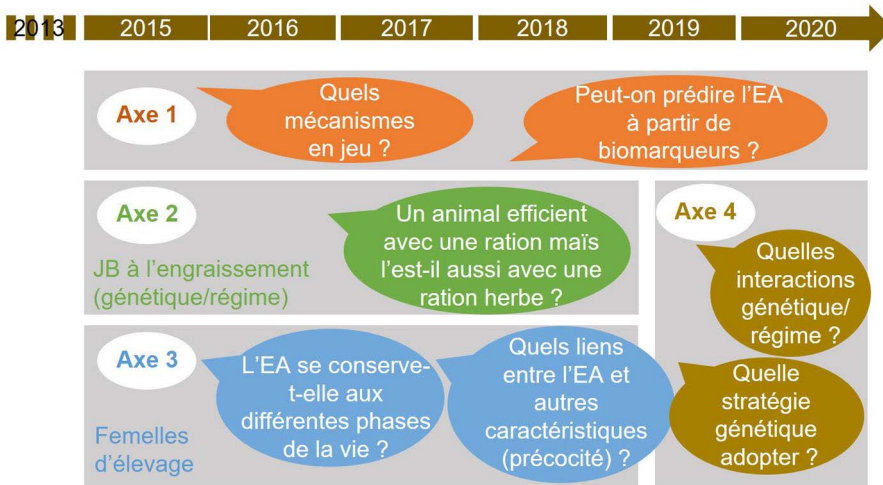 2013 2015 2016 2017 2018 2019 2020
Axe 1
Quels
mécanismes
en jeu ?
Peut-on prédire l'EA
à partir de
biomarqueurs ?
Axe 2
JB à l'engraissement
(génétique/régime)
Un animal efficient
avec une ration maïs
l'est-il aussi avec une
ration herbe ?
Axe 3
Femelles
d'élevage
L'EA se conserve-
t-elle aux
différentes phases
de la vie ?
Quels liens
entre l'EA et
autres
caractéristiques
(précocité) ?
Axe 4
Quelles
interactions
génétique/
régime ?
Quelle
stratégie
génétique
adopter ?